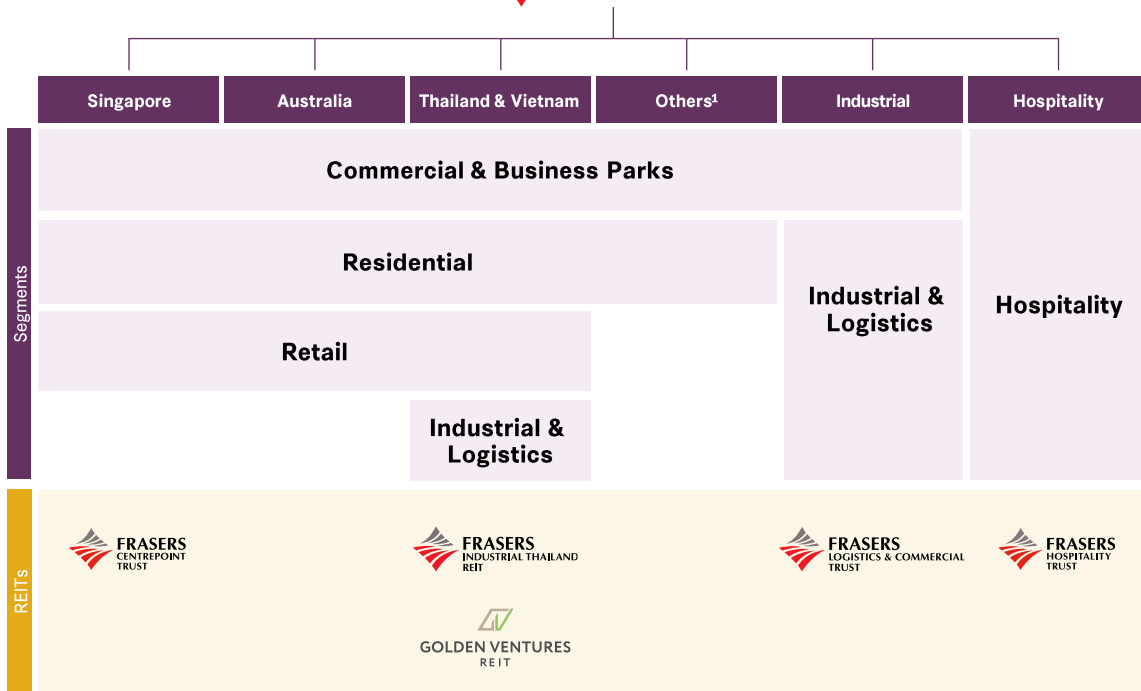 Singapore
Australia
Thailand & Vietnam
Others¹
Industrial
Hospitality
Segments
Commercial & Business Parks
Residential
Industrial &
Logistics
Hospitality
Retail
Industrial &
Logistics
REITs
FRASERS
CENTREPOINT
TRUST
FRASERS
INDUSTRIAL THAILAND
REIT
FRASERS
LOGISTICS & COMMERCIAL
TRUST
FRASERS
HOSPITALITY
TRUST
GOLDEN VENTURES
REIT